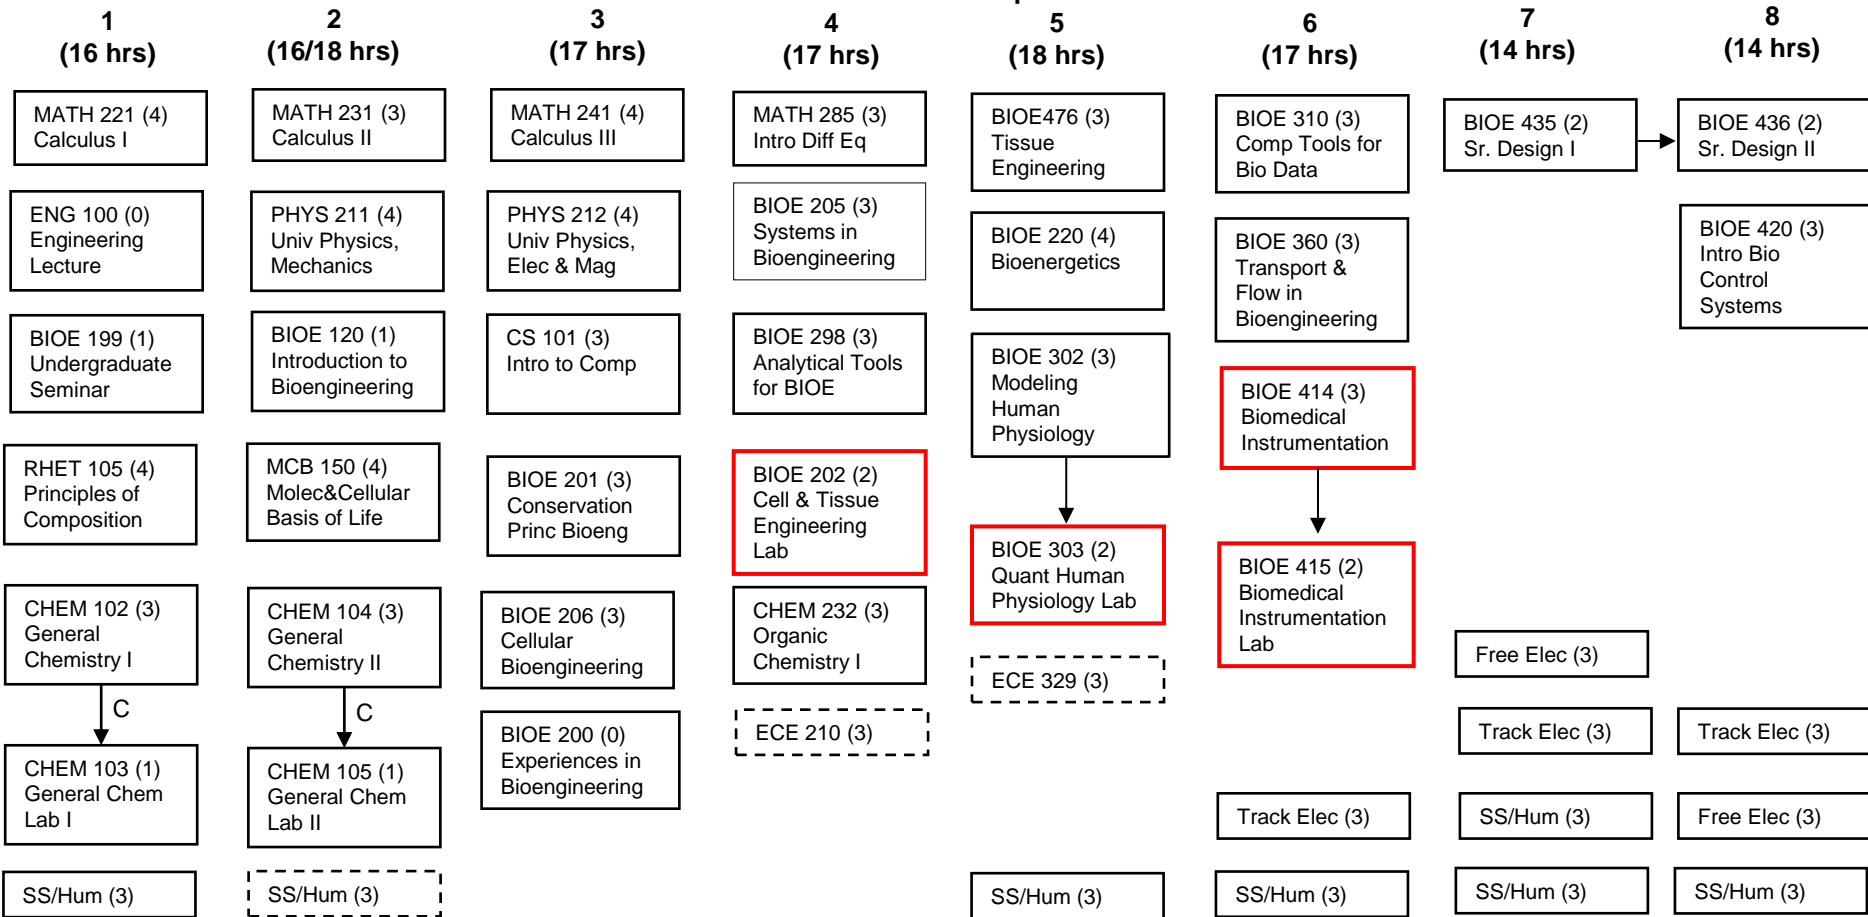 1
(16 hrs)
MATH 221 (4)
Calculus I
ENG 100 (0)
Engineering
Lecture
BIOE 199 (1)
Undergraduate
Seminar
RHET 105 (4)
Principles of
Composition
CHEM 102 (3)
General
Chemistry I
C
CHEM 103 (1)
General Chem
Lab I
SS/Hum (3)
2
(16/18 hrs)
MATH 231 (3)
Calculus II
PHYS 211 (4)
Univ Physics,
Mechanics
BIOE 120 (1)
Introduction to
Bioengineering
MCB 150 (4)
Molec&Cellular
Basis of Life
CHEM 104 (3)
General
Chemistry II
C
CHEM 105 (1)
General Chem
Lab II
SS/Hum (3)
3
(17 hrs)
MATH 241 (4)
Calculus III
PHYS 212 (4)
Univ Physics,
Elec & Mag
CS 101 (3)
Intro to Comp
BIOE 201 (3)
Conservation
Princ Bioeng
BIOE 206 (3)
Cellular
Bioengineering
BIOE 200 (0)
Experiences in
Bioengineering
4
(17 hrs)
MATH 285 (3)
Intro Diff Eq
BIOE 205 (3)
Systems in
Bioengineering
BIOE 298 (3)
Analytical Tools
for BIOE
BIOE 202 (2)
Cell & Tissue
Engineering
Lab
CHEM 232 (3)
Organic
Chemistry I
ECE 210 (3)
5
(18 hrs)
BIOE476 (3)
Tissue
Engineering
BIOE 220 (4)
Bioenergetics
BIOE 302 (3)
Modeling
Human
Physiology
BIOE 303 (2)
Quant Human
Physiology Lab
ECE 329 (3)
SS/Hum (3)
6
(17 hrs)
BIOE 310 (3)
Comp Tools for
Bio Data
BIOE 360 (3)
Transport &
Flow in
Bioengineering
BIOE 414 (3)
Biomedical
Instrumentation
BIOE 415 (2)
Biomedical
Instrumentation
Lab
Track Elec (3)
SS/Hum (3)
7
(14 hrs)
BIOE 435 (2)
Sr. Design I
Free Elec (3)
Track Elec (3)
SS/Hum (3)
SS/Hum (3)
8
(14 hrs)
BIOE 436 (2)
Sr. Design II
BIOE 420 (3)
Intro Bio
Control
Systems
Track Elec (3)
Free Elec (3)
SS/Hum (3)